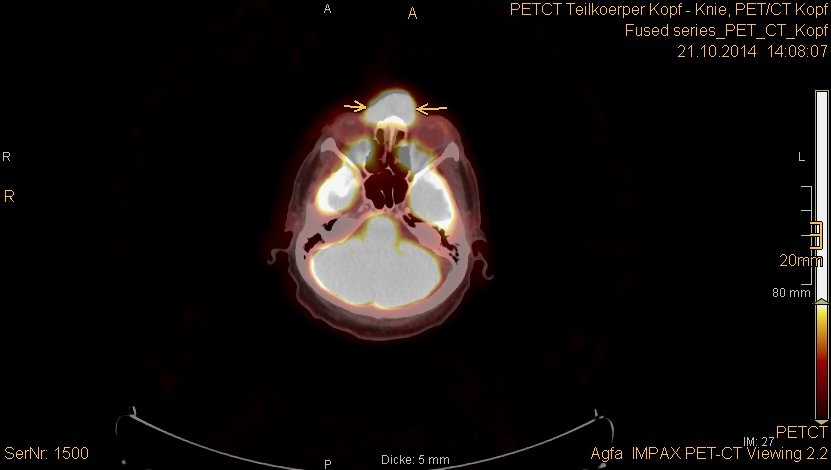 A
A
PETCT Teilkoerper Kopf - Knie, PET/CT Kopf
Fused series_PET_CT_Kopf
21.10.2014 14:08:07
R
L
R
20mm
80 mm
PETCT
IM: 27
SerNr: 1500
Dicke: 5 mm
Agfa IMPAX PET-CT Viewing 2.2
P